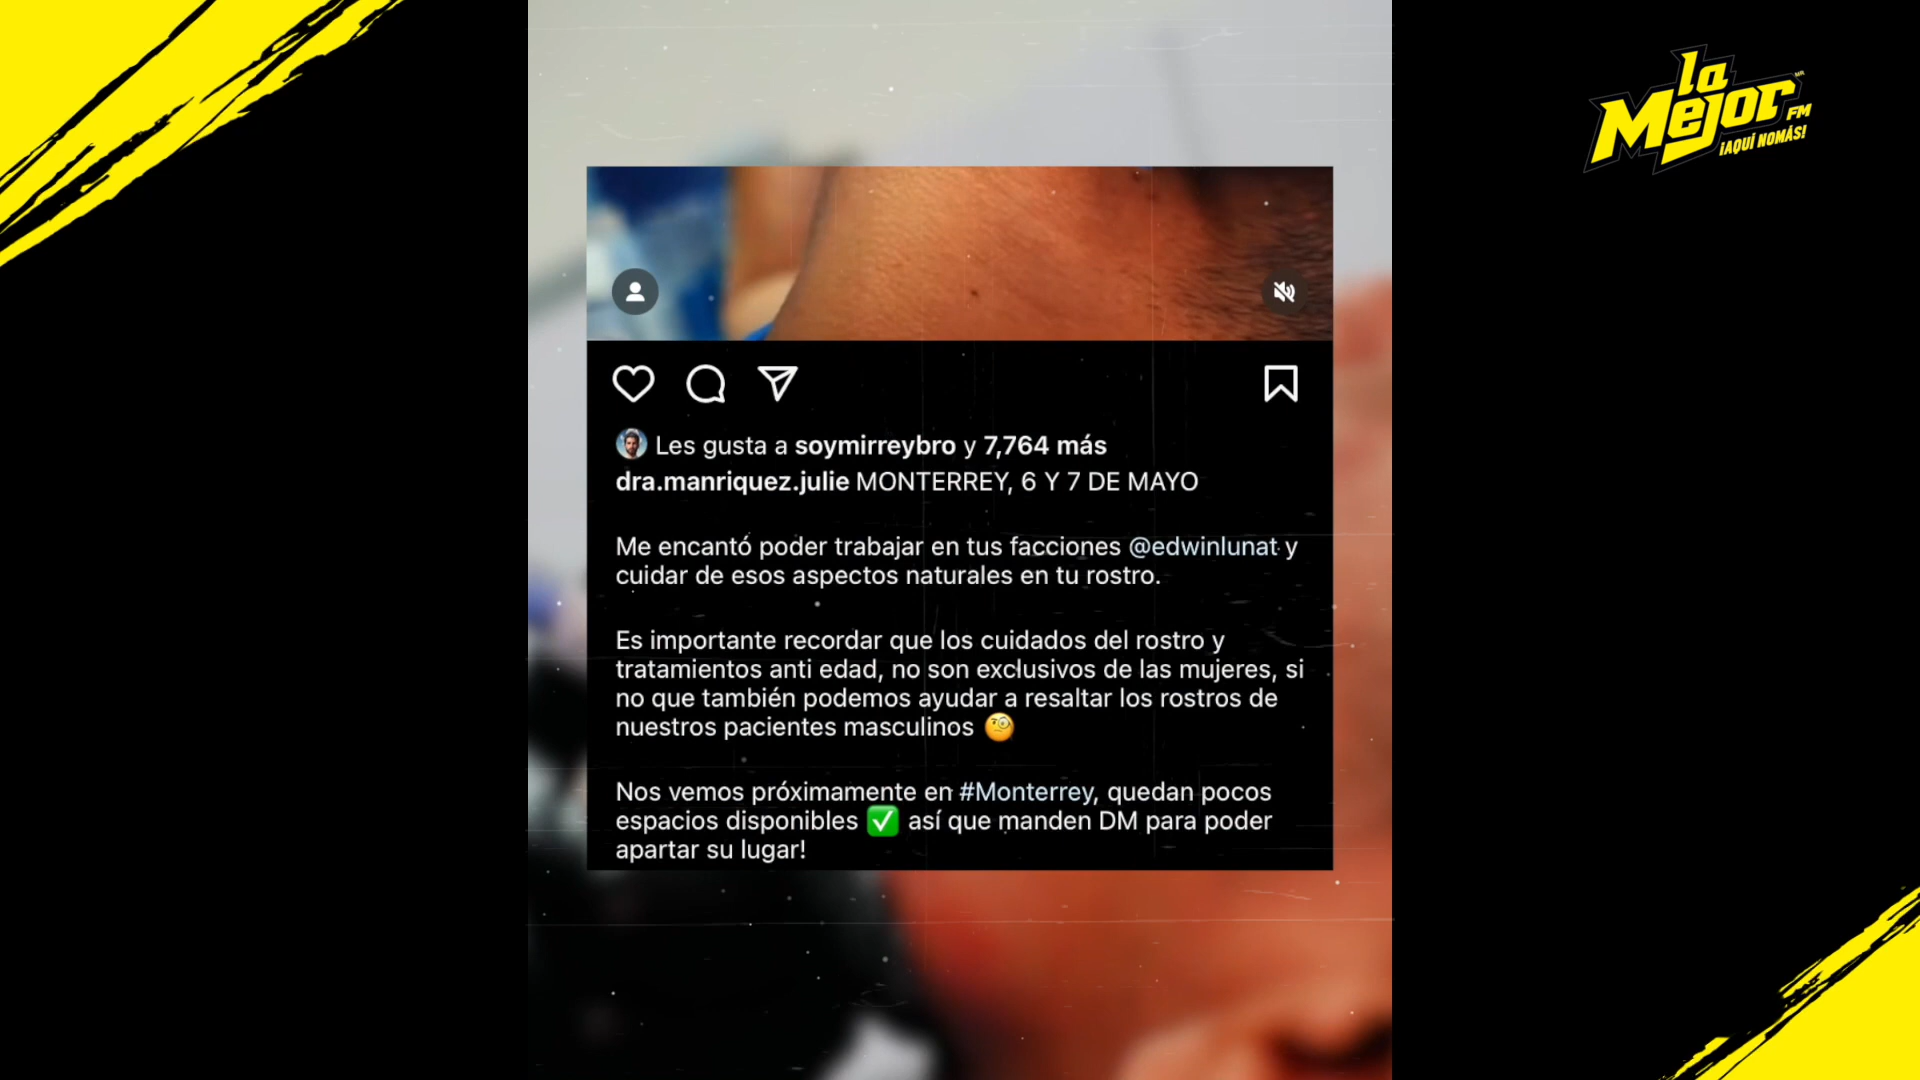 la
Mejor FM
MR
¡AQUÍ NOMÁS!
Les gusta a soymirreybro y 7,764 más
dra.manriquez.julie MONTERREY, 6 Y 7 DE MAYO
Me encantó poder trabajar en tus facciones @edwinlunat y
cuidar de esos aspectos naturales en tu rostro.
Es importante recordar que los cuidados del rostro y
tratamientos anti edad, no son exclusivos de las mujeres, si
no que también podemos ayudar a resaltar los rostros de
nuestros pacientes masculinos 🧐
Nos vemos próximamente en #Monterrey, quedan pocos
espacios disponibles ✅ así que manden DM para poder
apartar su lugar!